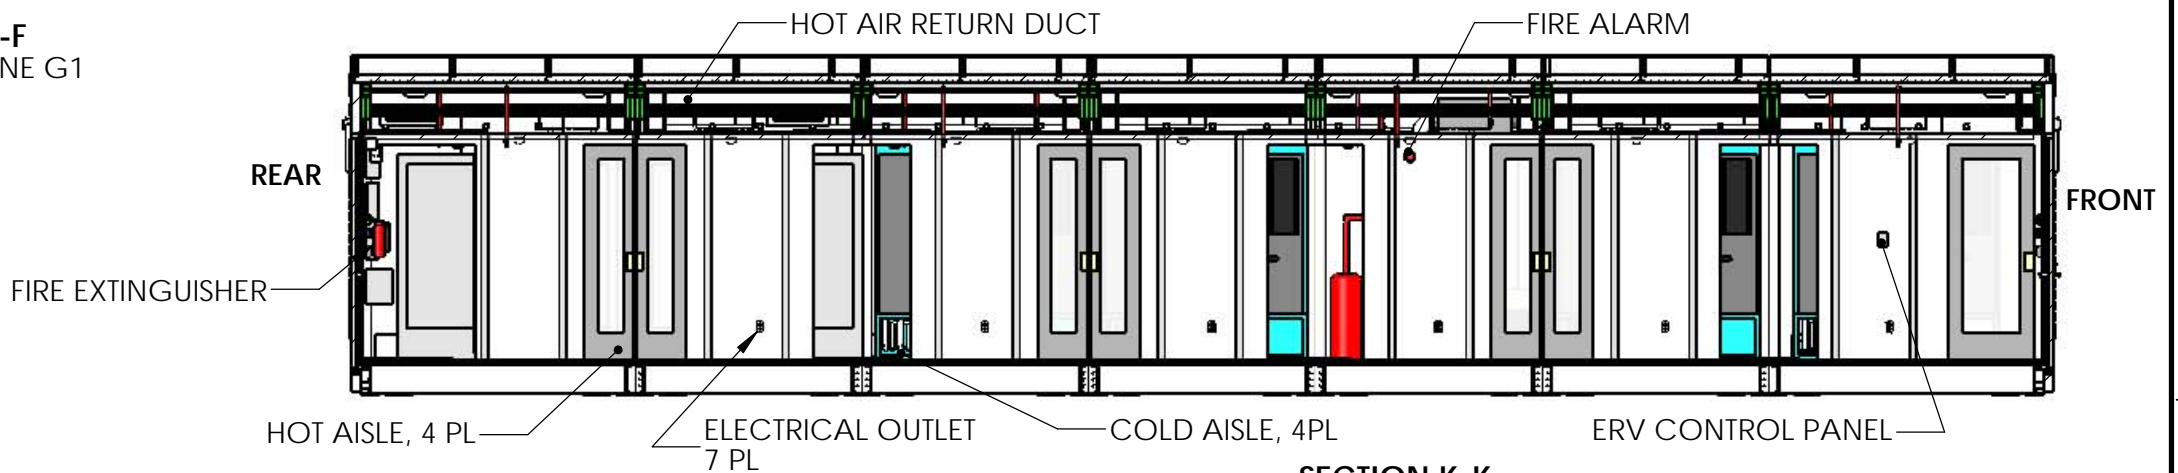 -F
NE G1
HOT AIR RETURN DUCT
FIRE ALARM
REAR
FRONT
FIRE EXTINGUISHER
HOT AISLE, 4 PL
ELECTRICAL OUTLET
7 PL
COLD AISLE, 4PL
ERV CONTROL PANEL
SECTION K-K